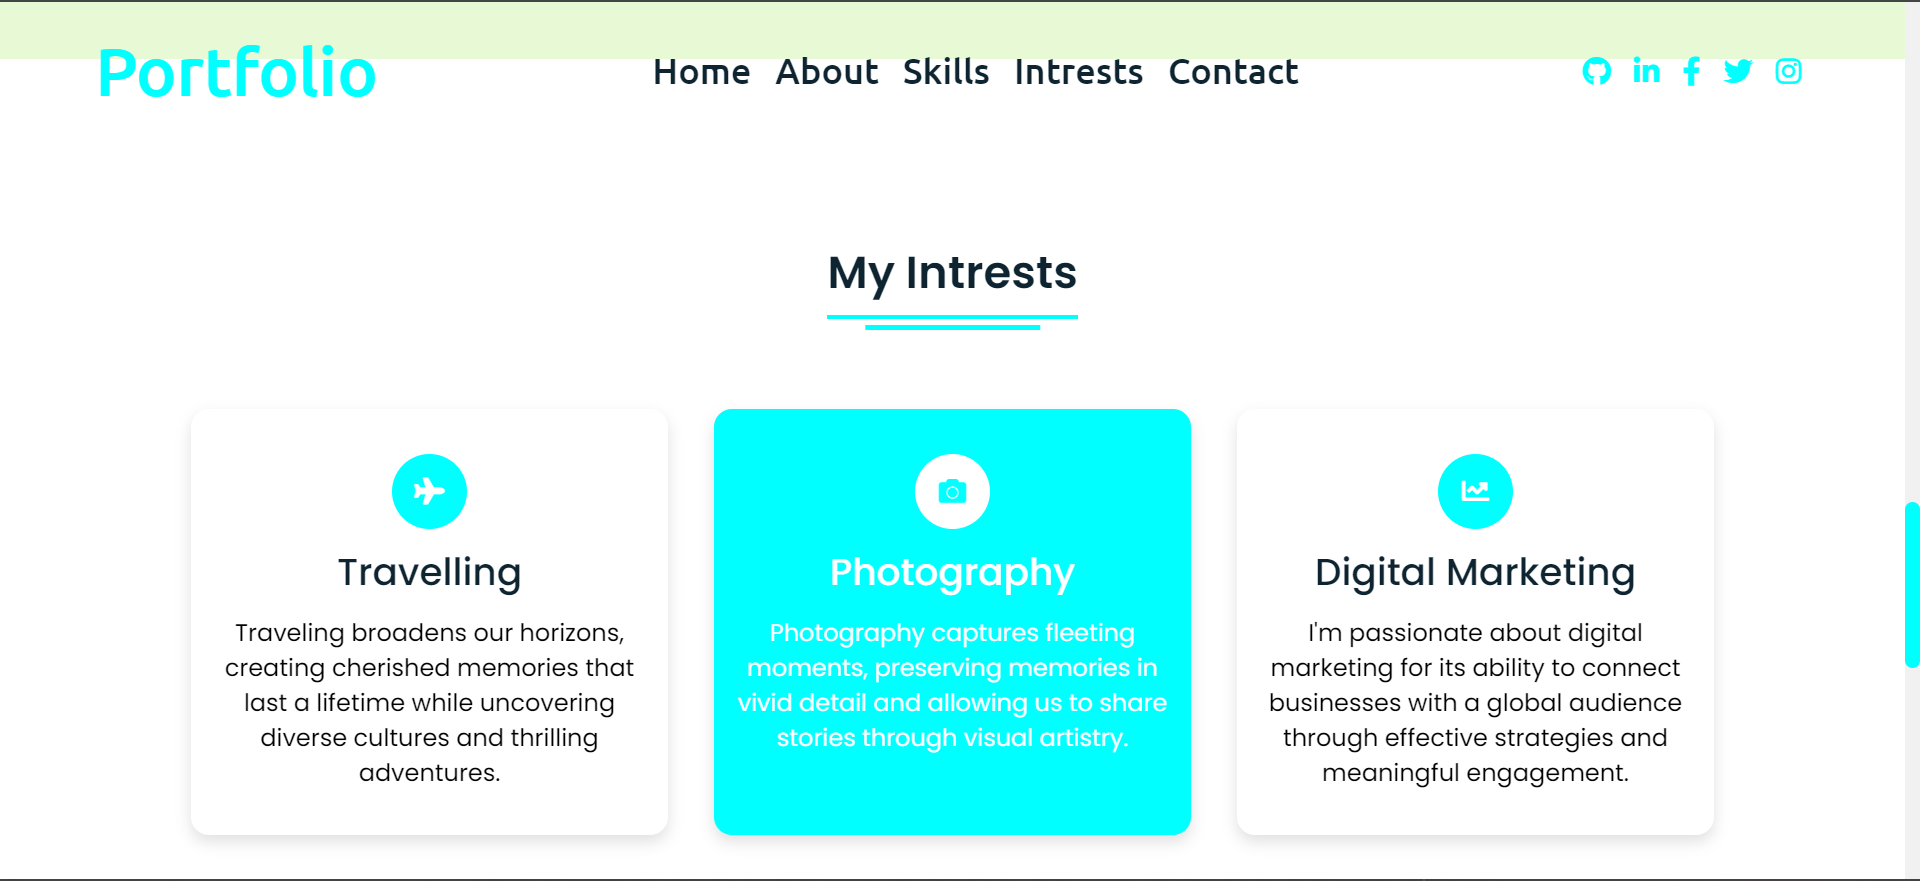 Portfolio
Home About Skills Intrests Contact
My Intrests
Travelling
Traveling broadens our horizons,
creating cherished memories that
last a lifetime while uncovering
diverse cultures and thrilling
adventures.
Photography
Photography captures fleeting
moments, preserving memories in
vivid detail and allowing us to share
stories through visual artistry.
Digital Marketing
I'm passionate about digital
marketing for its ability to connect
businesses with a global audience
through effective strategies and
meaningful engagement.